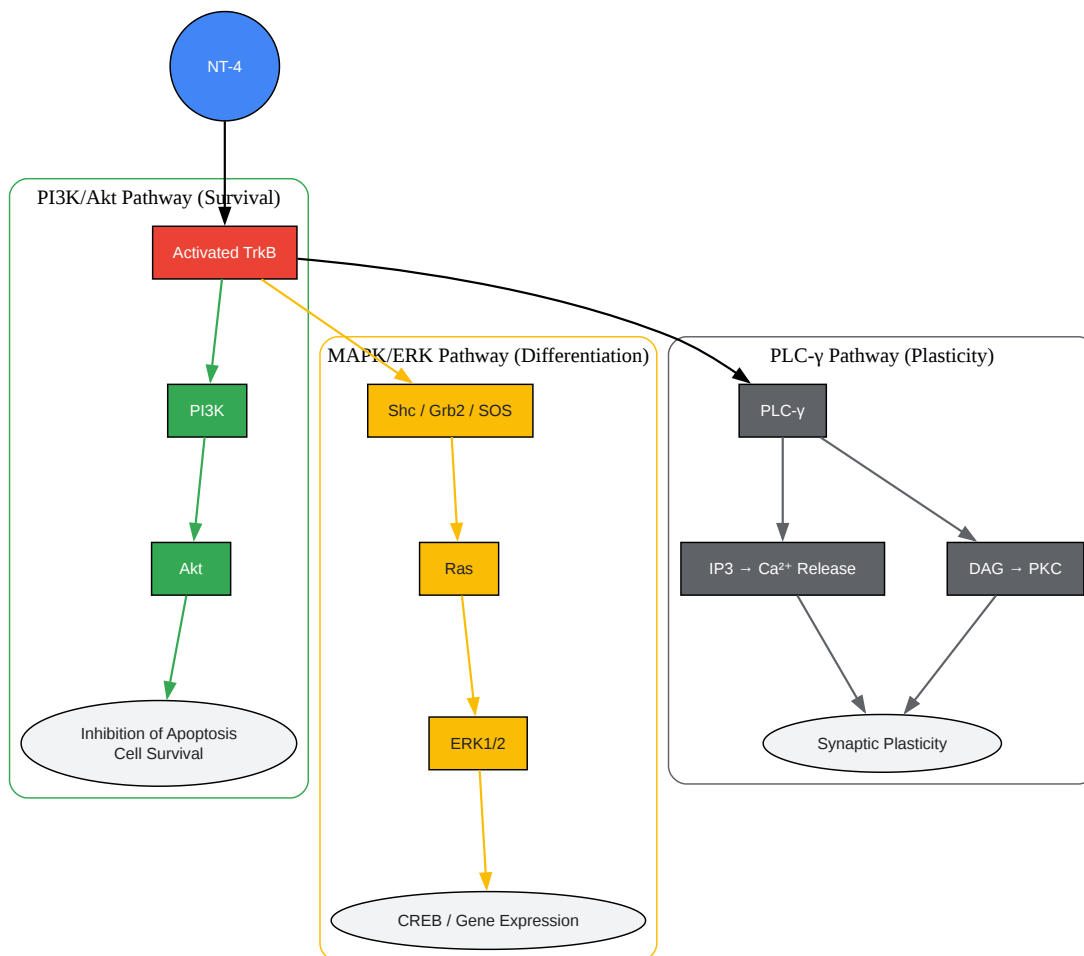 NT-4
PI3K/Akt Pathway (Survival)
Activated TrkB
PI3K
Akt
Inhibition of Apoptosis
Cell Survival
MAPK/ERK Pathway (Differentiation)
Shc / Grb2 / SOS
Ras
ERK1/2
CREB / Gene Expression
PLC-γ Pathway (Plasticity)
PLC-γ
IP3 → Ca²⁺ Release
DAG → PKC
Synaptic Plasticity